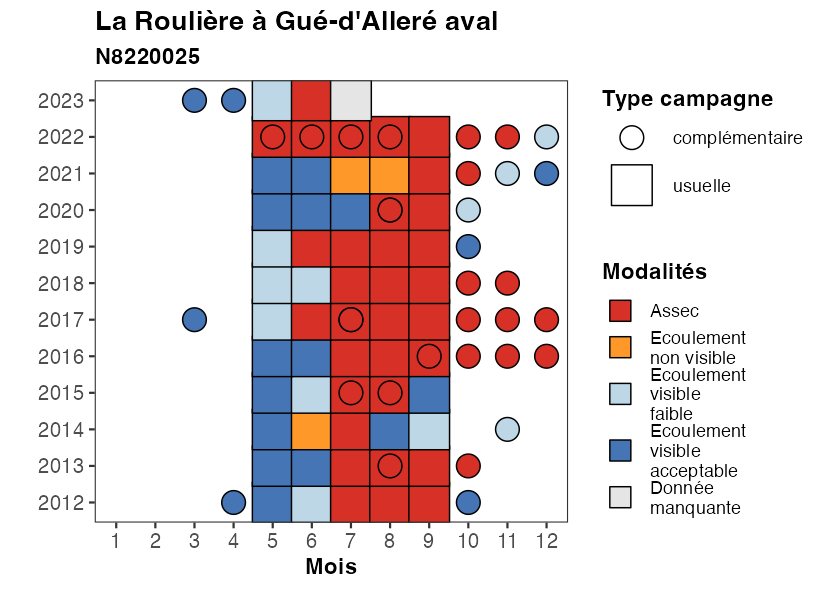 La Roulière à Gué-d'Alleré aval
N8220025
2023
2022
2021
2020
2019
2018
2017
2016
2015
2014
2013
2012
1 2 3 4 5 6 7 8 9 10 11 12
Mois
Type campagne
complémentaire
usuelle
Modalités
Assec
Ecoulement
non visible
Ecoulement
visible
faible
Ecoulement
visible
acceptable
Donnée
manquante